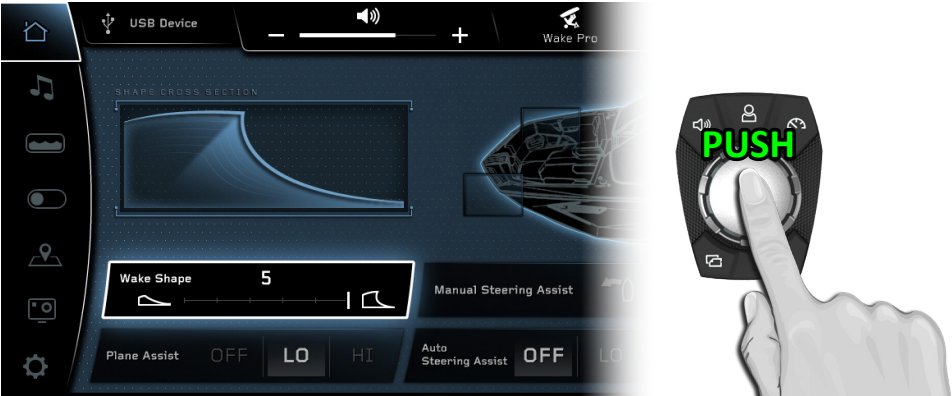 USB Device
Wake Pro
SHAPE CROSS SECTION
PUSH
Wake Shape 5
Manual Steering Assist
Plane Assist OFF LO HI
Auto
Steering Assist OFF LO